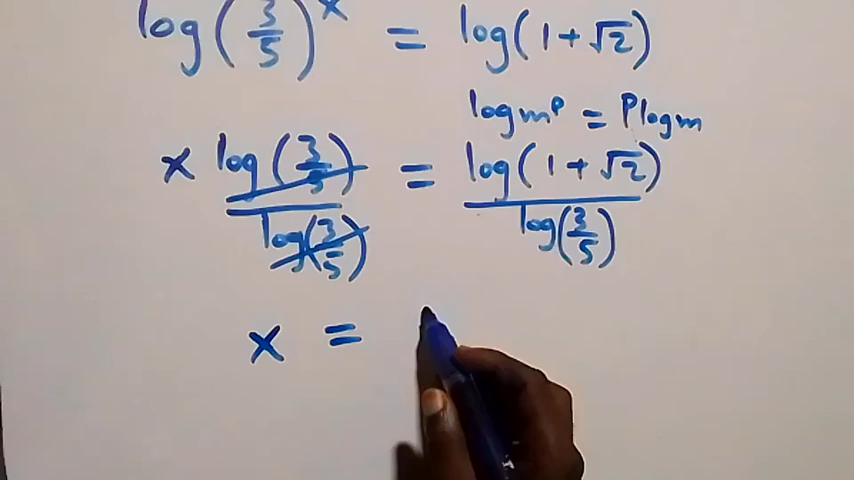 log(3/5)^x = log(1+√2)
log m^p = P log m
x log(3/5) / log(3/5) = log(1+√2) / log(3/5)
x =